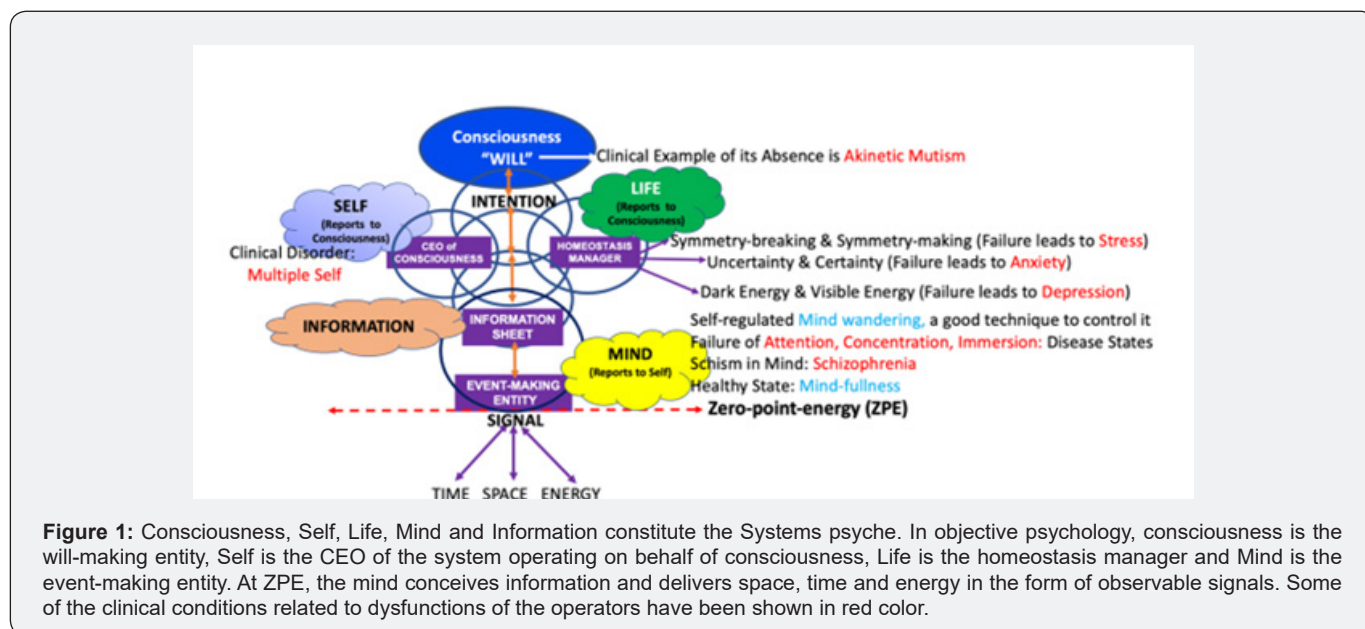 Consciousness
"WILL"
Clinical Example of its Absence is Akinetic Mutism
LIFE
(Reports to
Consciousness)
INTENTION
SELF
(Reports to
Consciousness)
CEO of
CONSCIOUSNESS
HOMEOSTASIS
MANAGER
Symmetry-breaking & Symmetry-making (Failure leads to Stress)
Clinical Disorder:
Multiple Self
Uncertainty & Certainty (Failure leads to Anxiety)
Dark Energy & Visible Energy (Failure leads to Depression)
INFORMATION
INFORMATION
SHEET
Self-regulated Mind wandering, a good technique to control it
Failure of Attention, Concentration, Immersion: Disease States
MIND
(Reports to Self)
Schism in Mind: Schizophrenia
Healthy State: Mind-fullness
EVENT-MAKING
ENTITY
Zero-point-energy (ZPE)
SIGNAL
TIME SPACE ENERGY
Figure 1: Consciousness, Self, Life, Mind and Information constitute the Systems psyche. In objective psychology, consciousness is the
will-making entity, Self is the CEO of the system operating on behalf of consciousness, Life is the homeostasis manager and Mind is the
event-making entity. At ZPE, the mind conceives information and delivers space, time and energy in the form of observable signals. Some
of the clinical conditions related to dysfunctions of the operators have been shown in red color.